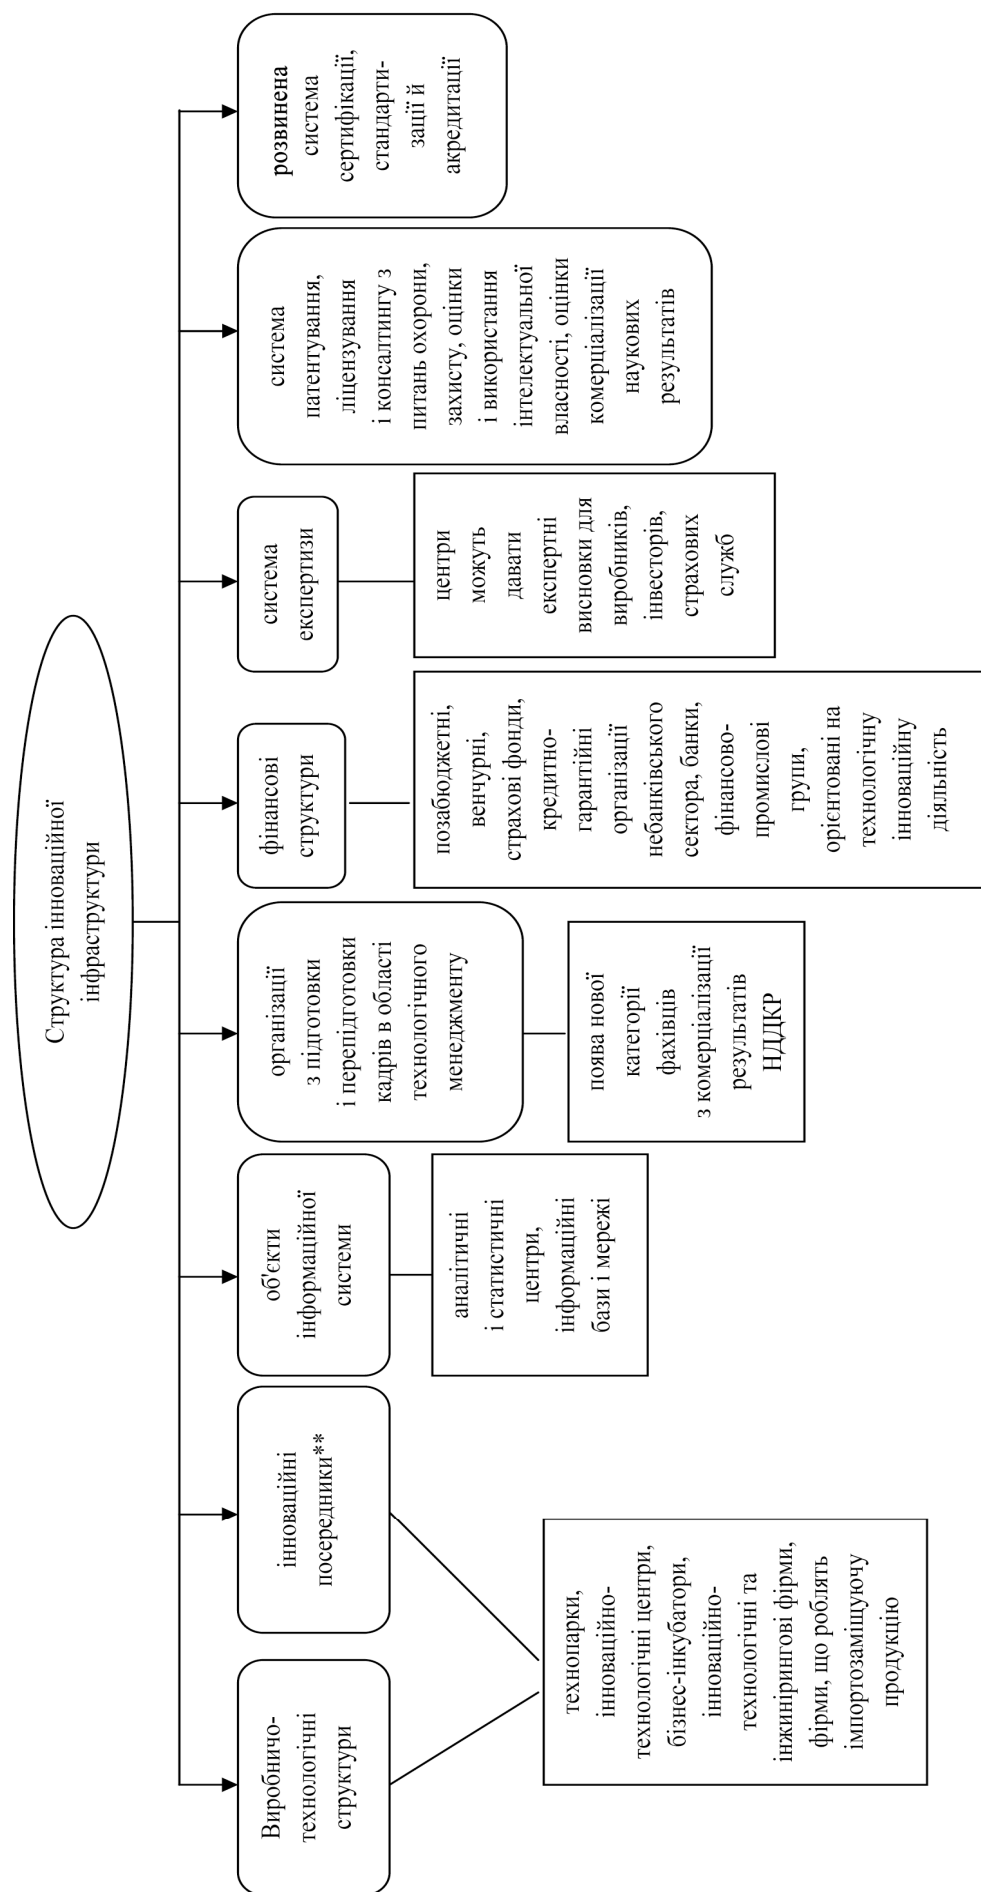 Структура інноваційної
інфраструктури
Виробничо-
технологічні
структури
інноваційні
посередники**
технопарки,
інноваційно-
технологічні центри,
бізнес-інкубатори,
інноваційно-
технологічні та
інжинірингові фірми,
фірми, що роблять
імпортозаміщуючу
продукцію
об'єкти
інформаційної
системи
аналітичні
і статистичні
центри,
інформаційні
бази і мережі
організації
з підготовки
і перепідготовки
кадрів в області
технологічного
менеджменту
поява нової
категорії
фахівців
з комерціалізації
результатів
НДДКР
фінансові
структури
позабюджетні,
венчурні,
страхові фонди,
кредитно-
гарантійні
організації
небанківського
сектора, банки,
фінансово-
промислові
групи,
орієнтовані на
технологічну
інноваційну
діяльність
система
експертизи
центри
можуть
давати
експертні
висновки для
виробників,
інвесторів,
страхових
служб
система
патентування,
ліцензування
і консалтингу з
питань охорони,
захисту, оцінки
і використання
інтелектуальної
власності, оцінки
комерціалізації
наукових
результатів
розвинена
система
сертифікації,
стандарти-
зації й
акредитації